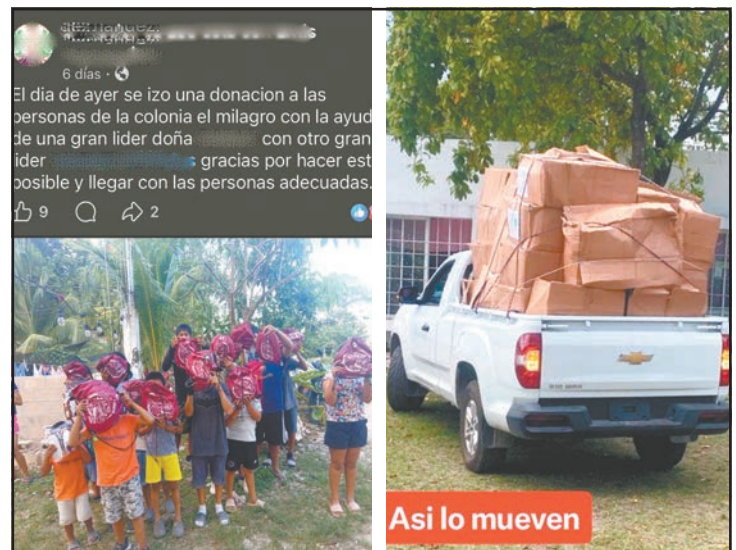 6 días
El dia de ayer se izo una donacion a las
personas de la colonia el milagro con la ayud
de una gran lider doña con otro gran
lider s gracias por hacer est
posible y llegar con las personas adecuadas.
9 2
Asi lo mueven